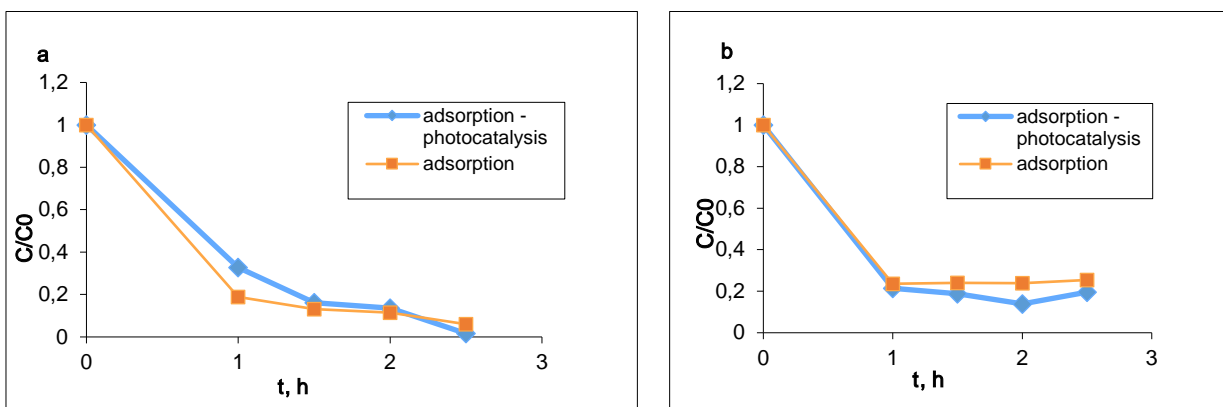 a
1,2
1
0,8
0,6
0,4
0,2
0
C/C0
0
1
2
3
t, h
adsorption -
photocatalysis
adsorption
b
1,2
1
0,8
0,6
0,4
0,2
0
C/C0
0
1
2
3
t, h
adsorption -
photocatalysis
adsorption